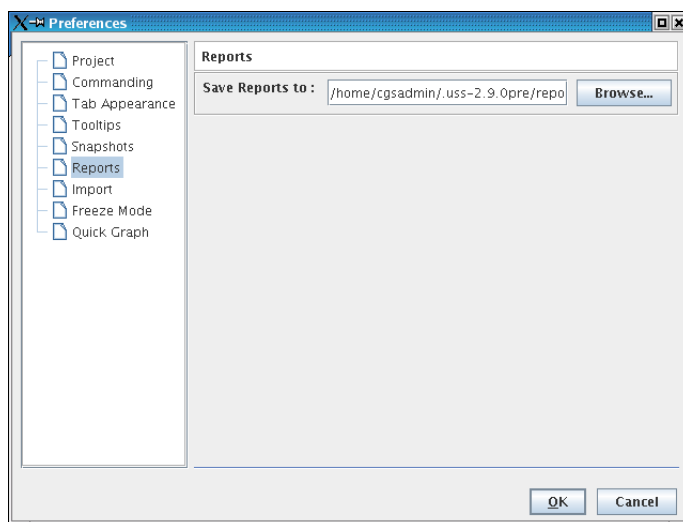 Preferences
Project
Commanding
Tab Appearance
Tooltips
Snapshots
Reports
Import
Freeze Mode
Quick Graph
Reports
Save Reports to :
/home/cgsadmin/.uss-2.9.0pre/repo
Browse...
OK
Cancel